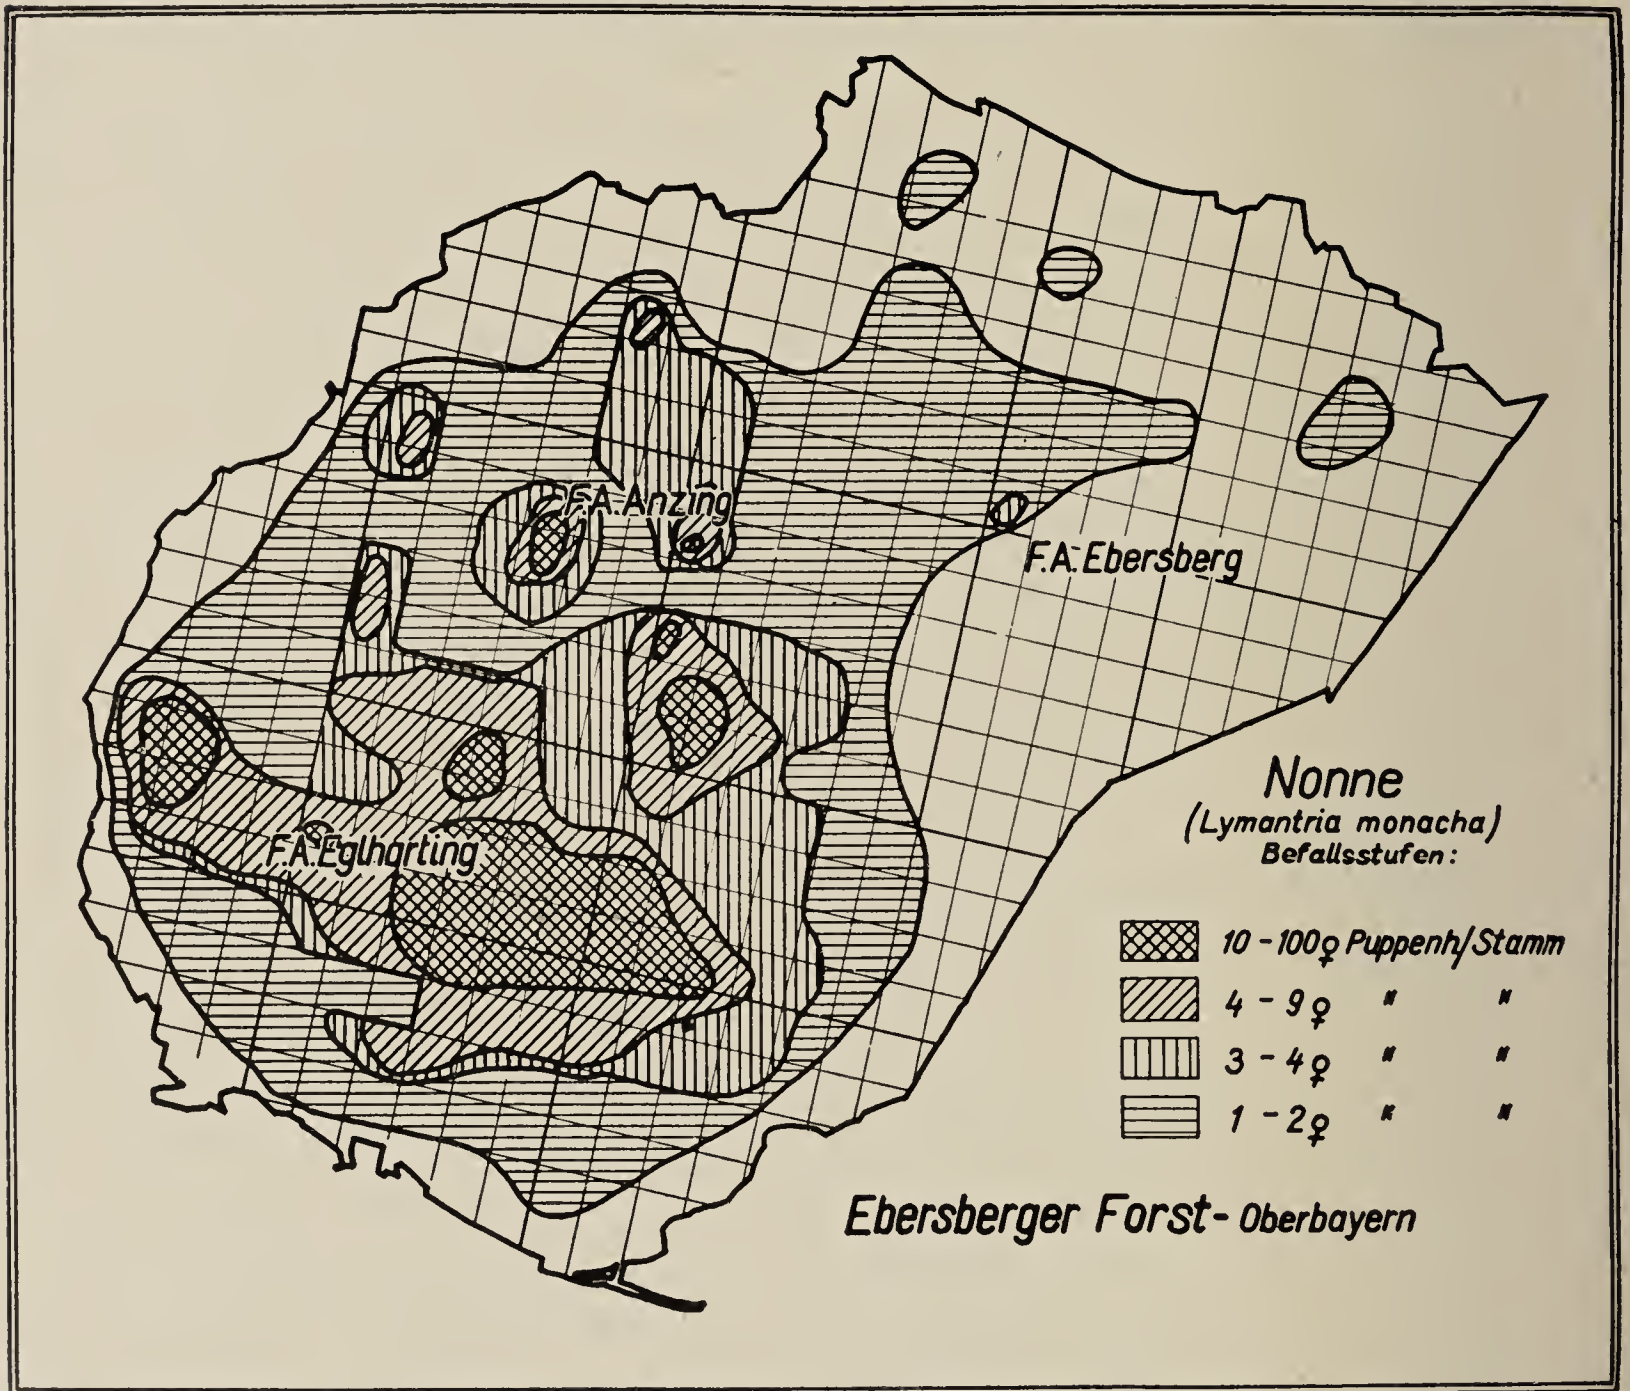 F.A. Anzing
F.A. Ebersberg
F.A. Eglharting
Nonne
(Lymantria monacha)
Befallsstufen:
10 - 100♀ Puppenh/Stamm
4 - 9♀ " "
3 - 4♀ " "
1 - 2♀ " "
Ebersberger Forst - Oberbayern